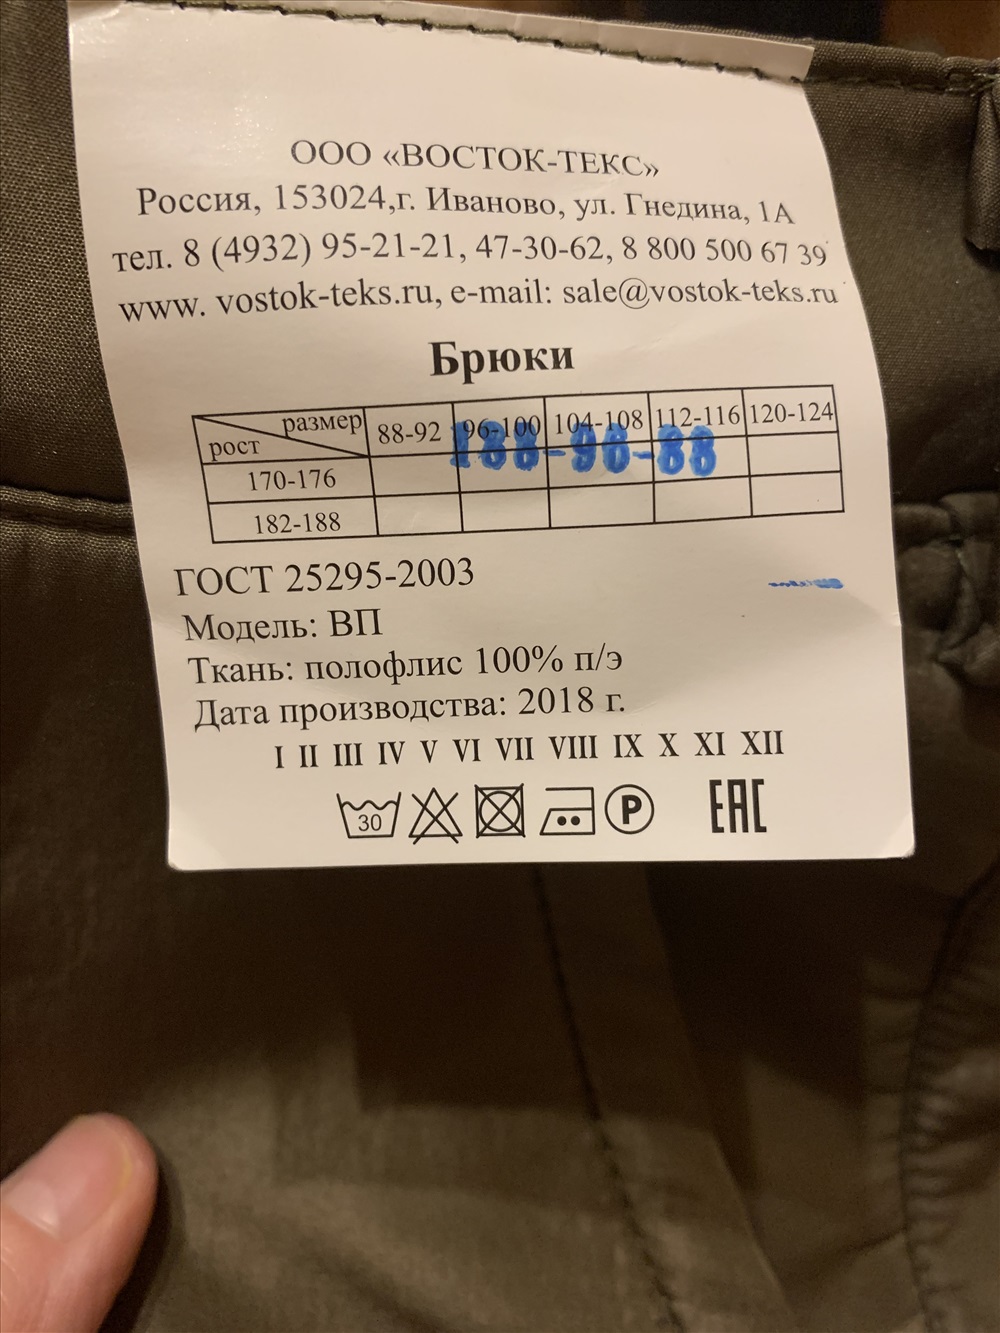 ООО «ВОСТОК-ТЕКС»
Россия, 153024,г. Иваново, ул. Гнедина, 1А
тел. 8 (4932) 95-21-21, 47-30-62, 8 800 500 67 39
www. vostok-teks.ru, e-mail: sale@vostok-teks.ru
Брюки
размер
рост
88-92 96-100 104-108 112-116 120-124
188-96-88
170-176
182-188
ГОСТ 25295-2003
Модель: ВП
Ткань: полофлис 100% п/э
Дата производства: 2018 г.
I II III IV V VI VII VIII IX X XI XII
30 P EAC